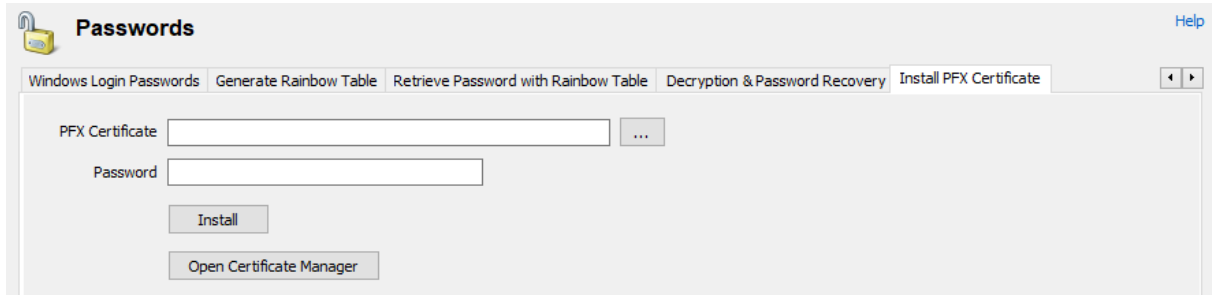 Passwords
Help
Windows Login Passwords Generate Rainbow Table Retrieve Password with Rainbow Table Decryption & Password Recovery Install PFX Certificate
PFX Certificate ...
Password
Install
Open Certificate Manager